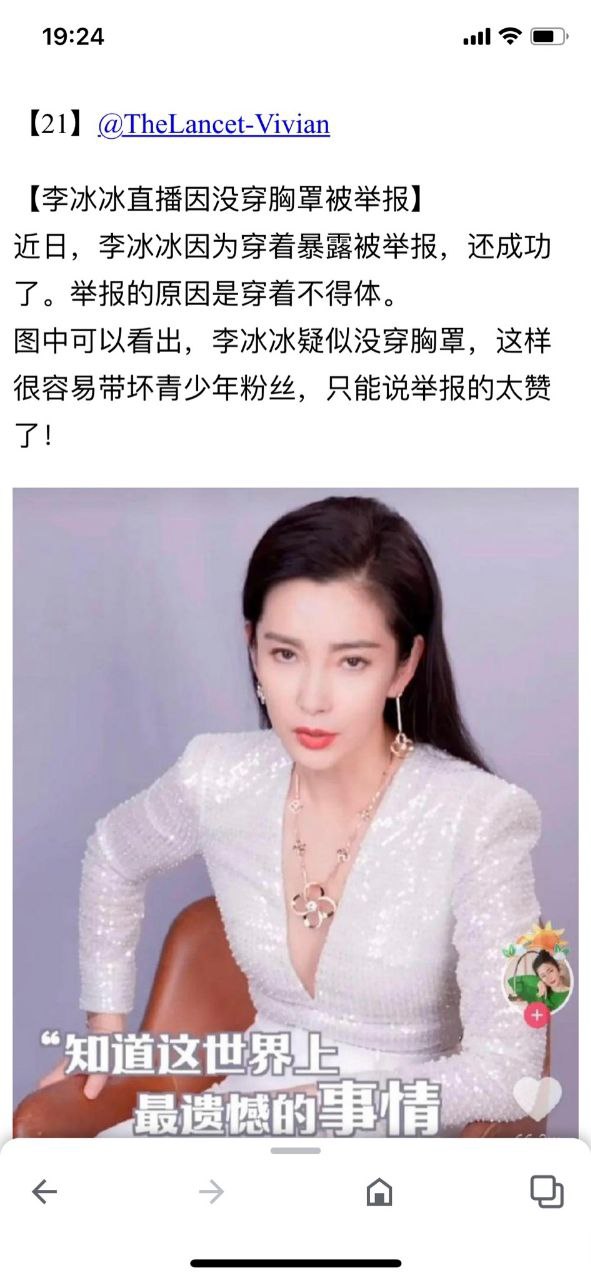 19:24
【21】@TheLancet-Vivian
【李冰冰直播因没穿胸罩被举报】
近日，李冰冰因为穿着暴露被举报，还成功
了。举报的原因是穿着不得体。
图中可以看出，李冰冰疑似没穿胸罩，这样
很容易带坏青少年粉丝，只能说举报的太赞
了！
“知道这世界上
最遗憾的事情